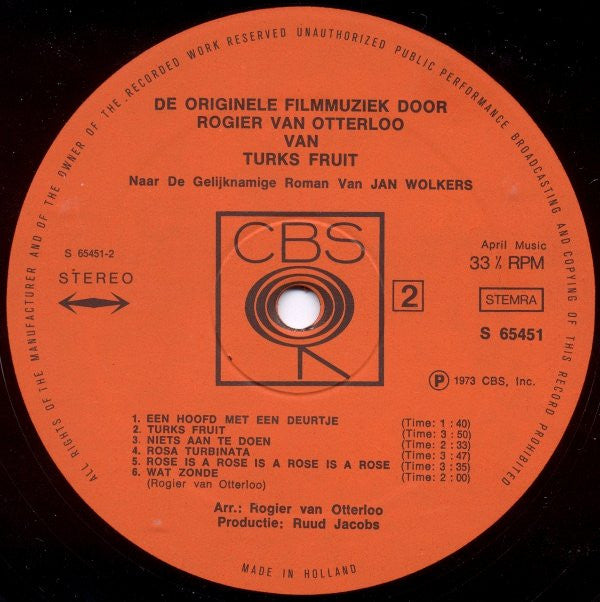 ALL RIGHTS OF THE MANUFACTURER AND OF THE OWNER OF THE RECORDED WORK RESERVED UNAUTHORIZED PUBLIC PERFORMANCE BROADCASTING AND COPYING OF THIS RECORD PROHIBITED
DE ORIGINELE FILMMUZIEK DOOR
ROGIER VAN OTTERLOO
VAN
TURKS FRUIT
Naar De Gelijknamige Roman Van JAN WOLKERS
CBS
S 65451-2
STEREO
2
April Music
33 ⅓ RPM
STEMRA
S 65451
Ⓟ 1973 CBS, Inc.
1. EEN HOOFD MET EEN DEURTJE (Time: 1 : 40)
2. TURKS FRUIT (Time: 3 : 50)
3. NIETS AAN TE DOEN (Time: 2 : 33)
4. ROSA TURBINATA (Time: 3 : 47)
5. ROSE IS A ROSE IS A ROSE IS A ROSE (Time: 3 : 35)
6. WAT ZONDE (Time: 2 : 00)
(Rogier van Otterloo)
Arr.: Rogier van Otterloo
Productie: Ruud Jacobs
MADE IN HOLLAND